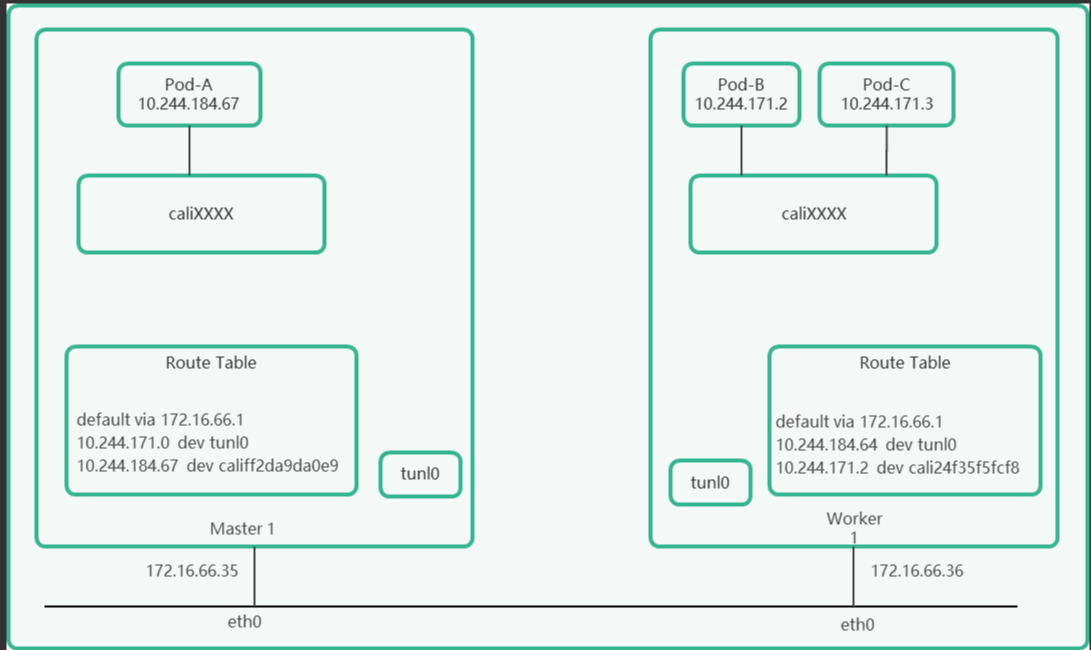 Pod-A
10.244.184.67
Pod-B
10.244.171.2
Pod-C
10.244.171.3
caliXXXX
caliXXXX
Route Table
default via 172.16.66.1
10.244.171.0 dev tunl0
10.244.184.67 dev califf2da9da0e9
tunl0
Master 1
tunl0
Route Table
default via 172.16.66.1
10.244.184.64 dev tunl0
10.244.171.2 dev cali24f35f5fcf8
Worker
1
172.16.66.35
eth0
172.16.66.36
eth0